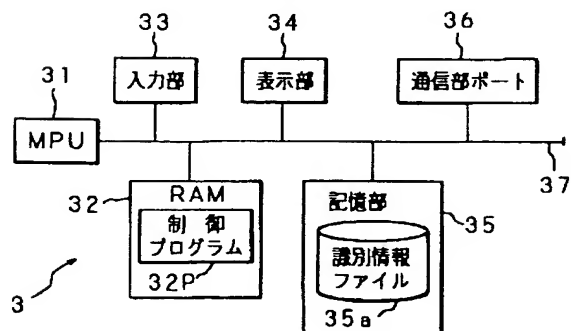 33
34
36
31
入力部
表示部
通信部ポート
MPU
37
32
RAM
制御
プログラム
32P
記憶部
35
識別情報
ファイル
35a
3